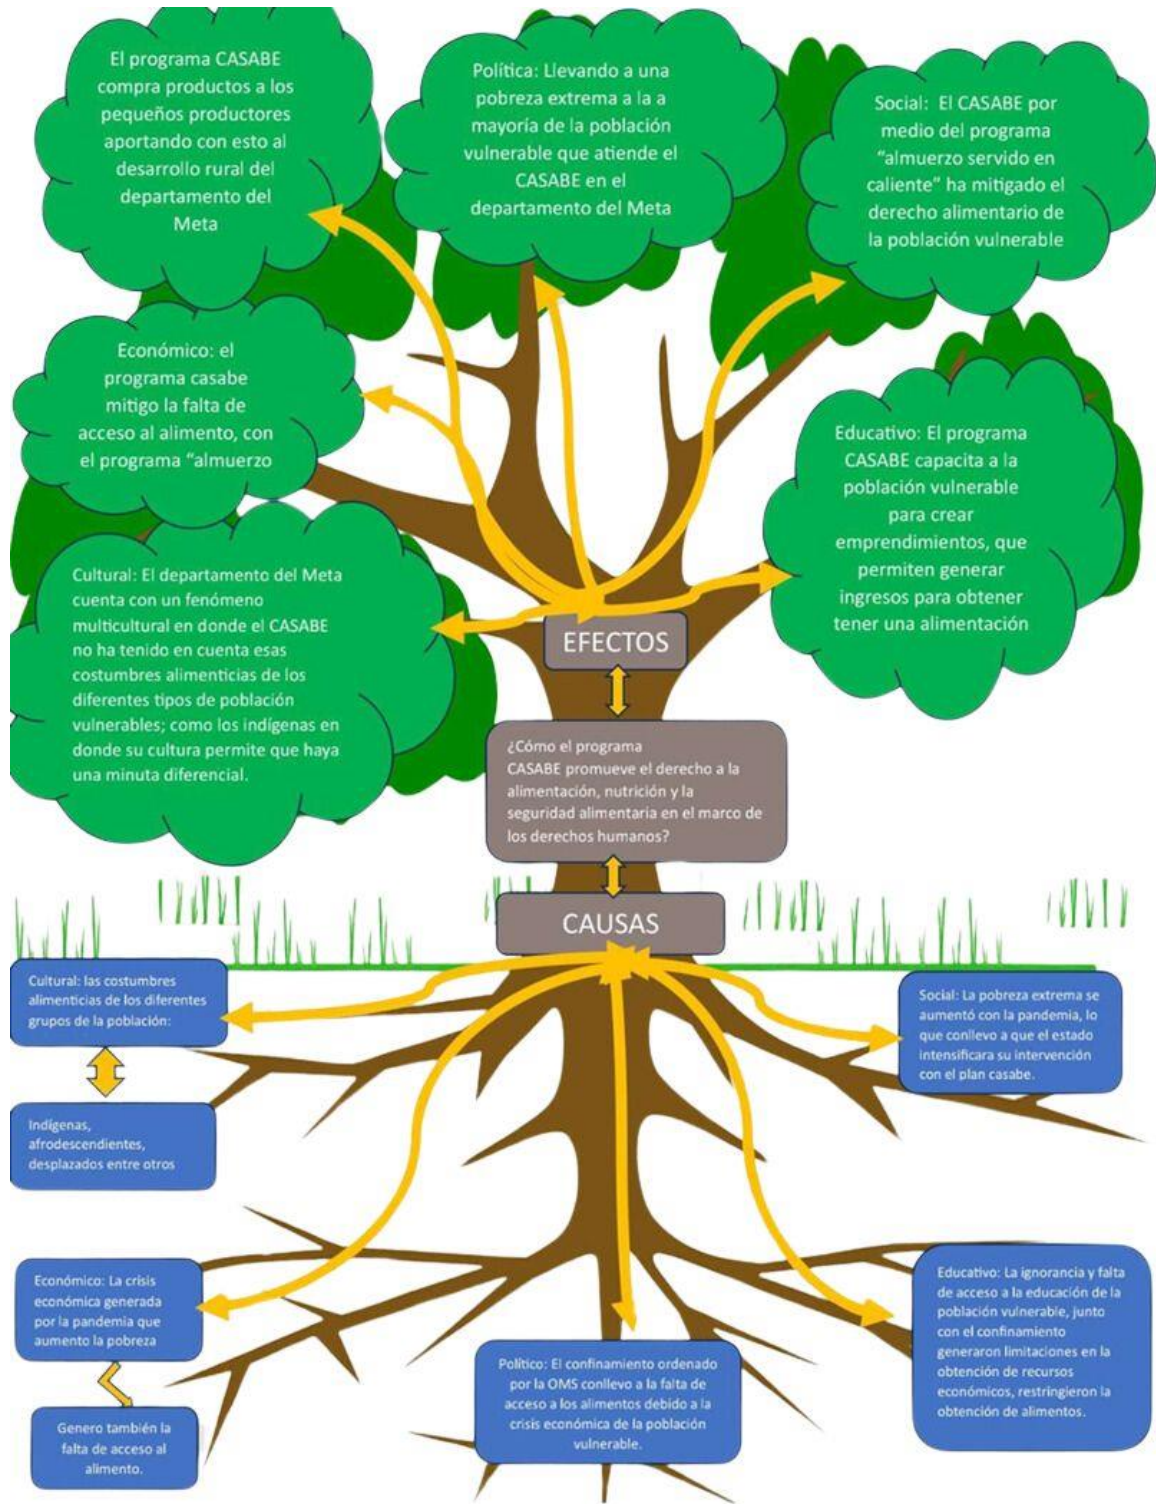 El programa CASABE
compra productos a los
pequeños productores
aportando con esto al
desarrollo rural del
departamento del
Meta
Política: Llevando a una
pobreza extrema a la a
mayoría de la población
vulnerable que atiende el
CASABE en el
departamento del Meta
Social: El CASABE por
medio del programa
“almuerzo servido en
caliente” ha mitigado el
derecho alimentario de
la población vulnerable
Económico: el
programa casabe
mitigo la falta de
acceso al alimento, con
el programa “almuerzo
Educativo: El programa
CASABE capacita a la
población vulnerable
para crear
emprendimientos, que
permiten generar
ingresos para obtener
tener una alimentación
Cultural: El departamento del Meta
cuenta con un fenómeno
multicultural en donde el CASABE
no ha tenido en cuenta esas
costumbres alimenticias de los
diferentes tipos de población
vulnerables; como los indígenas en
donde su cultura permite que haya
una minuta diferencial.
EFECTOS
¿Cómo el programa
CASABE promueve el derecho a la
alimentación, nutrición y la
seguridad alimentaria en el marco de
los derechos humanos?
CAUSAS
Cultural: las costumbres
alimenticias de los diferentes
grupos de la población:
Indígenas,
afrodescendientes,
desplazados entre otros
Social: La pobreza extrema se
aumentó con la pandemia, lo
que conllevo a que el estado
intensificara su intervención
con el plan casabe.
Económico: La crisis
económica generada
por la pandemia que
aumento la pobreza
Genero también la
falta de acceso al
alimento.
Político: El confinamiento ordenado
por la OMS conllevo a la falta de
acceso a los alimentos debido a la
crisis económica de la población
vulnerable.
Educativo: La ignorancia y falta
de acceso a la educación de la
población vulnerable, junto
con el confinamiento
generaron limitaciones en la
obtención de recursos
económicos, restringieron la
obtención de alimentos.